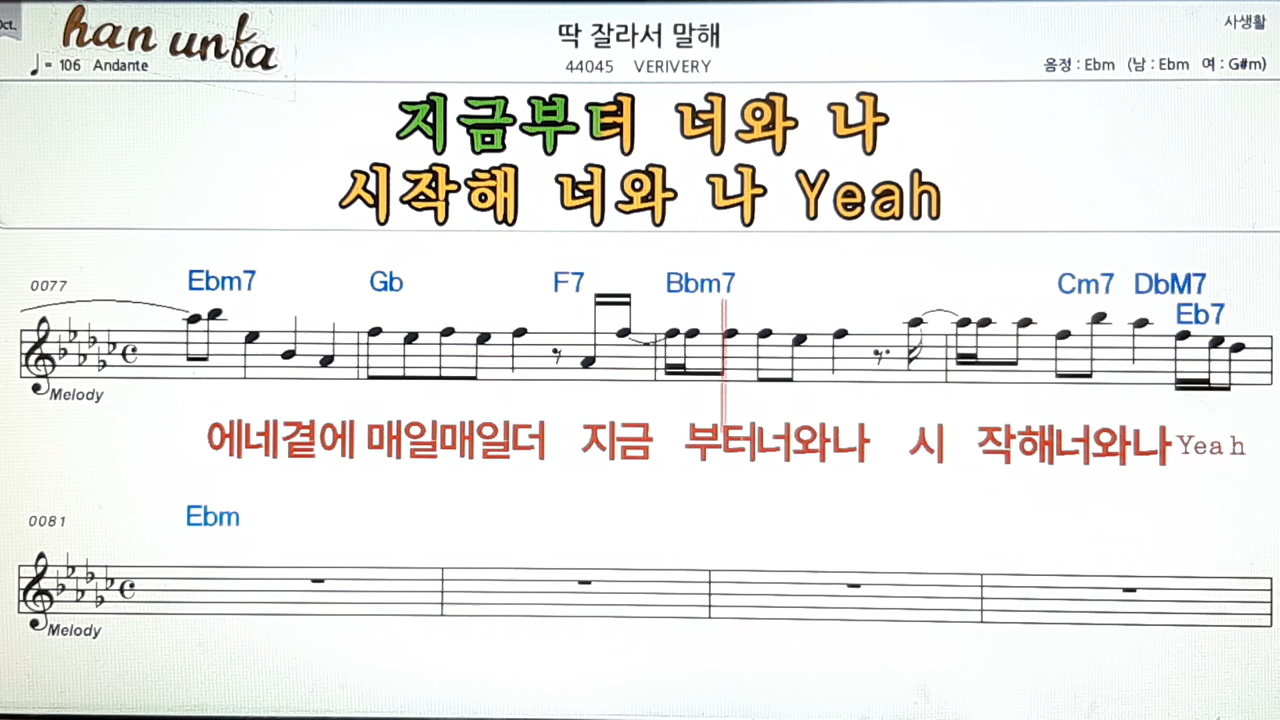 Oct.
han unfa
딱 잘라서 말해
사생활
♩= 106 Andante
44045 VERIVERY
음정 : Ebm (남 : Ebm 여 : G#m)
지금부터 너와 나
시작해 너와 나 Yeah
0077 Ebm7 Gb F7 Bbm7 Cm7 DbM7
Eb7
Melody
에네곁에 매일매일더 지금 부터너와나 시 작해너와나 Yeah
0081 Ebm
Melody